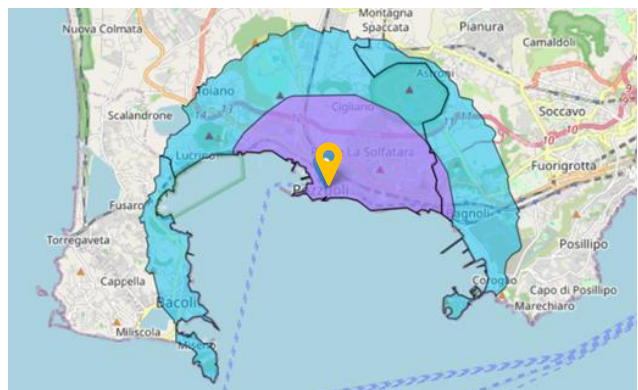 Nuova Colmata
Montagna
Spaccata
Pianura
Camaldoli
Toiano
Astroni
Cigliano
Scalandrone
Soccavo
La Solfatara
Lucrino
Fuorigrotta
Pozzuoli
Fusaro
Bagnoli
Torregaveta
Posillipo
Cappella
Coroglio
Capo di Posillipo
Bacoli
Marechiaro
Miliscola
Miseno